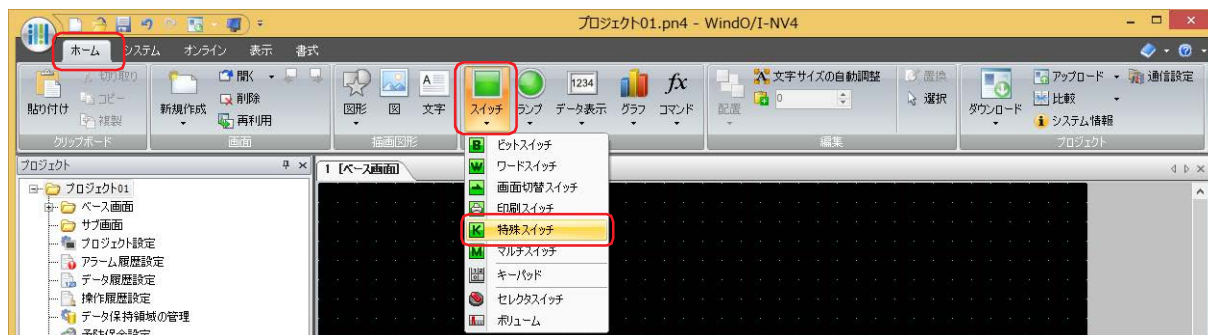 プロジェクト01.pn4 - WindO/I-NV4
ホーム システム オンライン 表示 書式
貼り付け 切り取り コピー 複製
クリップボード
新規作成 開く 削除 再利用
画面
図形 図 文字
描画図形
スイッチ ランプ データ表示 グラフ コマンド
fx
1234
A
配置 文字サイズの自動調整 0 置換 選択
編集
ダウンロード アップロード 比較 システム情報 通信設定
プロジェクト
B ビットスイッチ
W ワードスイッチ
画面切替スイッチ
印刷スイッチ
K 特殊スイッチ
M マルチスイッチ
キーパッド
セレクタスイッチ
ボリューム
プロジェクト
プロジェクト01
ベース画面
サブ画面
プロジェクト設定
アラーム履歴設定
データ履歴設定
操作履歴設定
データ保持領域の管理
予防保全設定
1 [ベース画面]